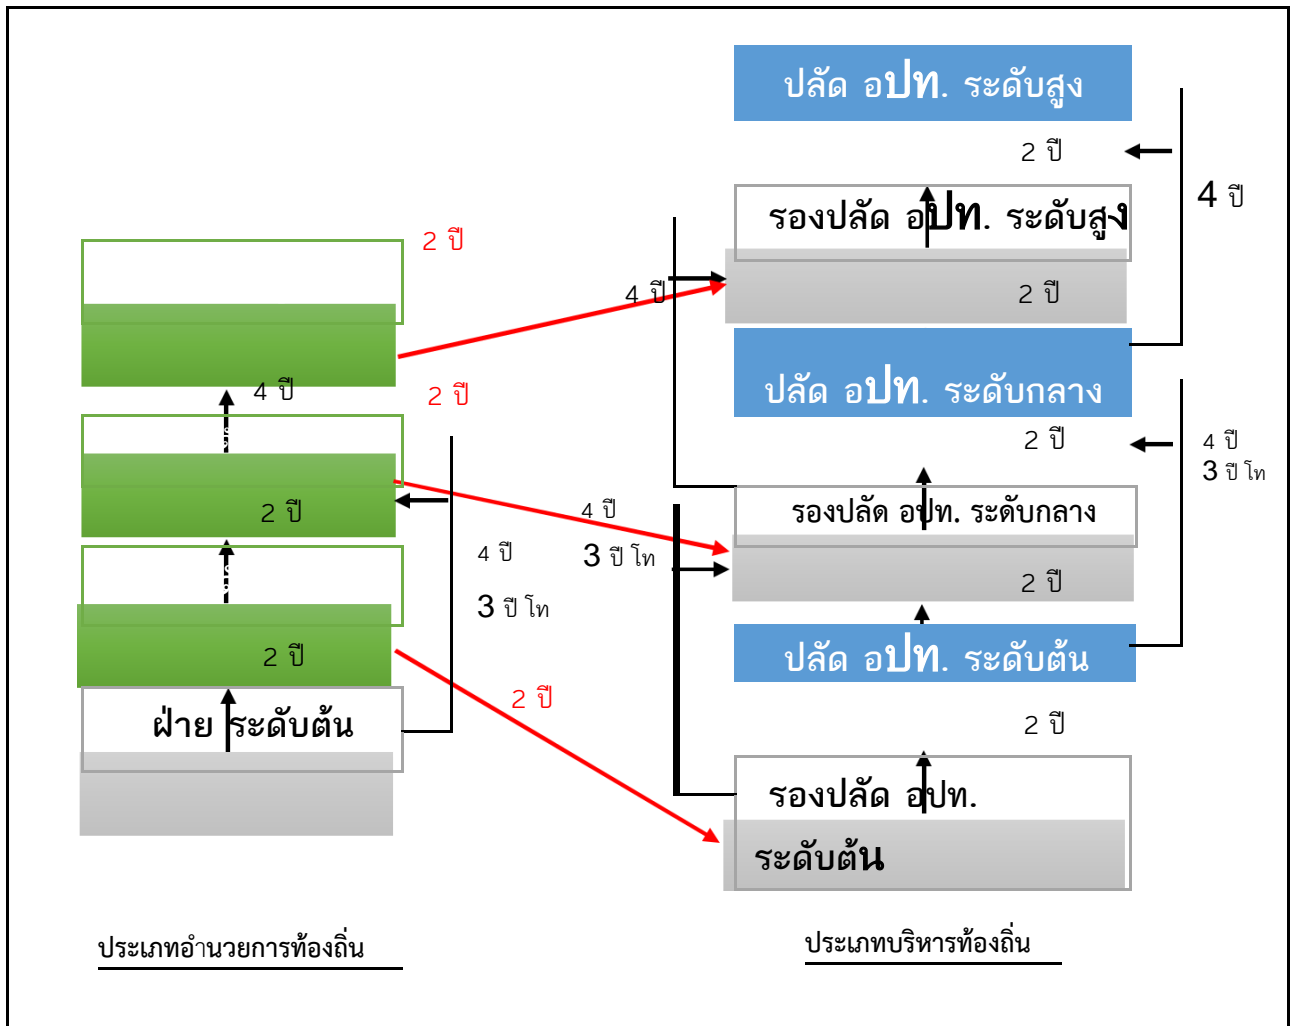 ปลัด อปท. ระดับสูง
2 ปี
4 ปี
รองปลัด อปท. ระดับสูง
2 ปี
4 ปี
2 ปี
ปลัด อปท. ระดับกลาง
4 ปี
2 ปี
2 ปี
4 ปี
3 ปี โท
รองปลัด อปท. ระดับกลาง
2 ปี
4 ปี
3 ปี โท
4 ปี
3 ปี โท
2 ปี
ปลัด อปท. ระดับต้น
2 ปี
2 ปี
ฝ่าย ระดับต้น
2 ปี
รองปลัด อปท.
ระดับต้น
ประเภทอำนวยการท้องถิ่น
ประเภทบริหารท้องถิ่น